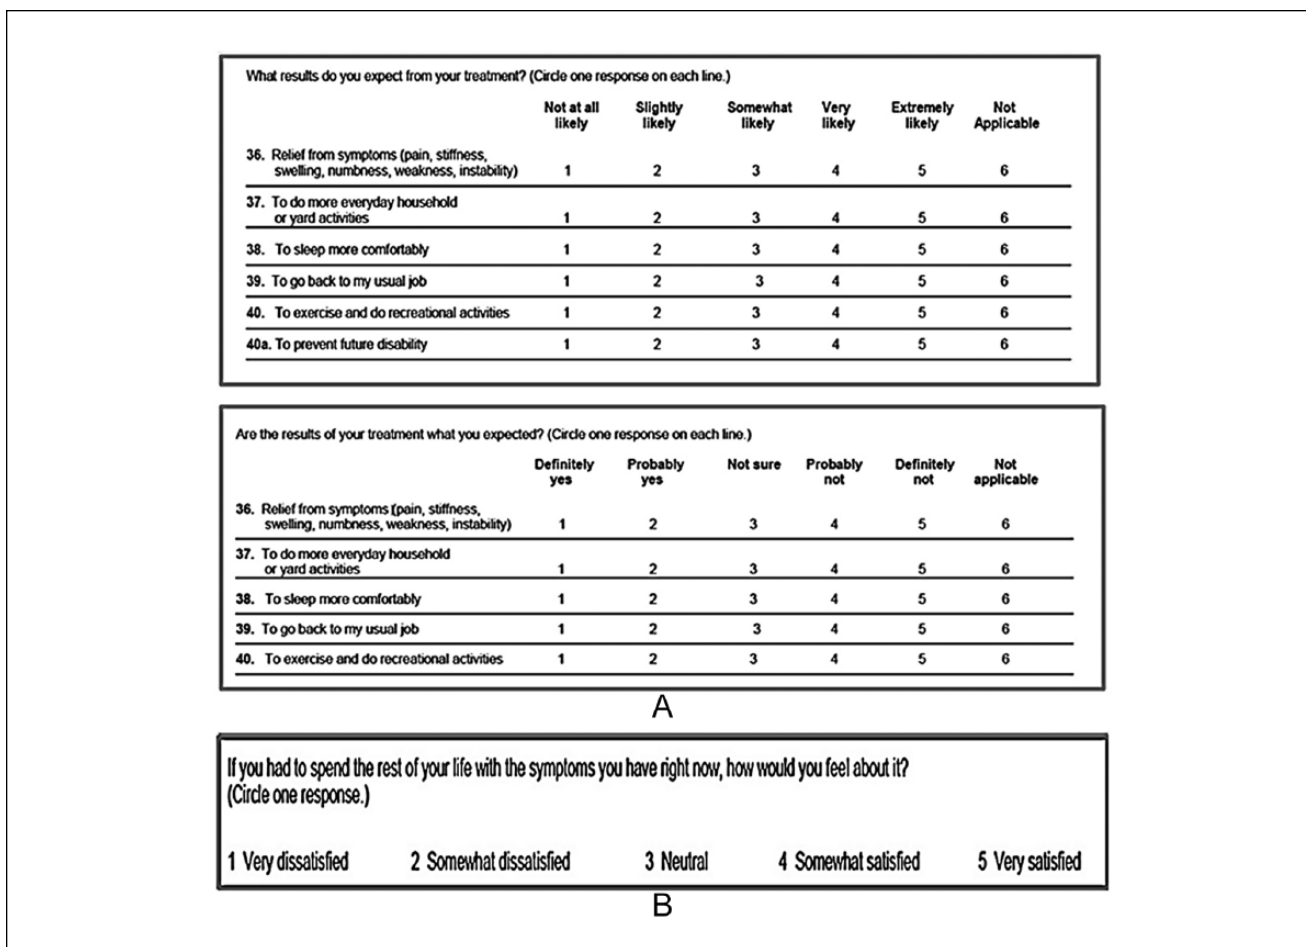 What results do you expect from your treatment? (Circle one response on each line.)
Not at all likely Slightly likely Somewhat likely Very likely Extremely likely Not Applicable
36. Relief from symptoms (pain, stiffness,
swelling, numbness, weakness, instability) 1 2 3 4 5 6
37. To do more everyday household
or yard activities 1 2 3 4 5 6
38. To sleep more comfortably 1 2 3 4 5 6
39. To go back to my usual job 1 2 3 4 5 6
40. To exercise and do recreational activities 1 2 3 4 5 6
40a. To prevent future disability 1 2 3 4 5 6
Are the results of your treatment what you expected? (Circle one response on each line.)
Definitely yes Probably yes Not sure Probably not Definitely not Not applicable
36. Relief from symptoms (pain, stiffness,
swelling, numbness, weakness, instability) 1 2 3 4 5 6
37. To do more everyday household
or yard activities 1 2 3 4 5 6
38. To sleep more comfortably 1 2 3 4 5 6
39. To go back to my usual job 1 2 3 4 5 6
40. To exercise and do recreational activities 1 2 3 4 5 6
A
If you had to spend the rest of your life with the symptoms you have right now, how would you feel about it?
(Circle one response.)
1 Very dissatisfied 2 Somewhat dissatisfied 3 Neutral 4 Somewhat satisfied 5 Very satisfied
B